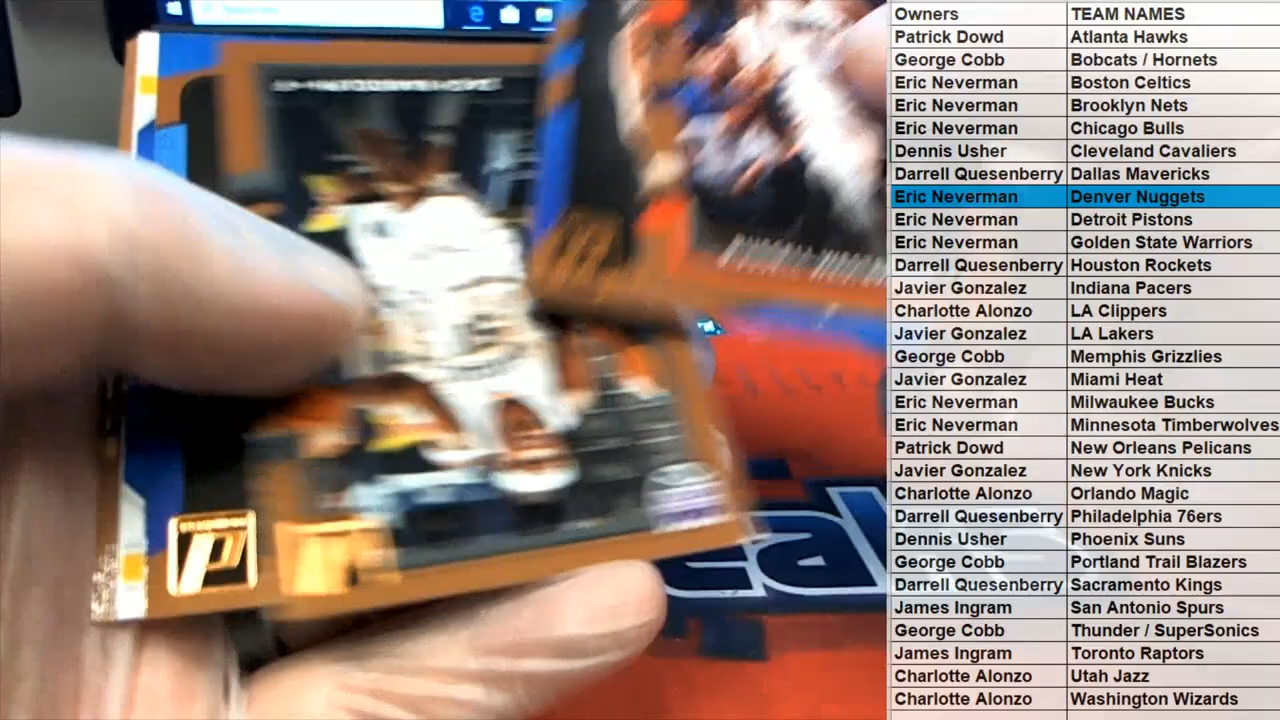 Owners TEAM NAMES
Patrick Dowd Atlanta Hawks
George Cobb Bobcats / Hornets
Eric Neverman Boston Celtics
Eric Neverman Brooklyn Nets
Eric Neverman Chicago Bulls
Dennis Usher Cleveland Cavaliers
Darrell Quesenberry Dallas Mavericks
Eric Neverman Denver Nuggets
Eric Neverman Detroit Pistons
Eric Neverman Golden State Warriors
Darrell Quesenberry Houston Rockets
Javier Gonzalez Indiana Pacers
Charlotte Alonzo LA Clippers
Javier Gonzalez LA Lakers
George Cobb Memphis Grizzlies
Javier Gonzalez Miami Heat
Eric Neverman Milwaukee Bucks
Eric Neverman Minnesota Timberwolves
Patrick Dowd New Orleans Pelicans
Javier Gonzalez New York Knicks
Charlotte Alonzo Orlando Magic
Darrell Quesenberry Philadelphia 76ers
Dennis Usher Phoenix Suns
George Cobb Portland Trail Blazers
Darrell Quesenberry Sacramento Kings
James Ingram San Antonio Spurs
George Cobb Thunder / SuperSonics
James Ingram Toronto Raptors
Charlotte Alonzo Utah Jazz
Charlotte Alonzo Washington Wizards